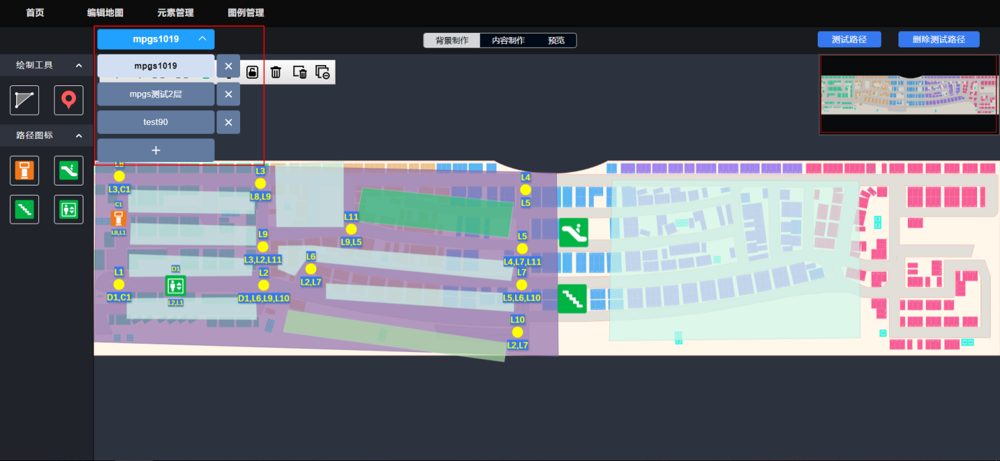 首页 编辑地图 元素管理 图例管理
mpgs1019
背景制作 内容制作 预览
测试路径 删除测试路径
绘制工具
mpgs1019
mpgs测试2层
路径图标
test90
L8
L3,C1
L3
L8,L9
L4
L5
C1
L8,L1
L11
L9,L5
L9
L3,L2,L11
L5
L4,L7,L11
L6
L2,L7
L1
D1,C1
D1
L2,L1
L2
D1,L6,L9,L10
L7
L5,L6,L10
L10
L2,L7